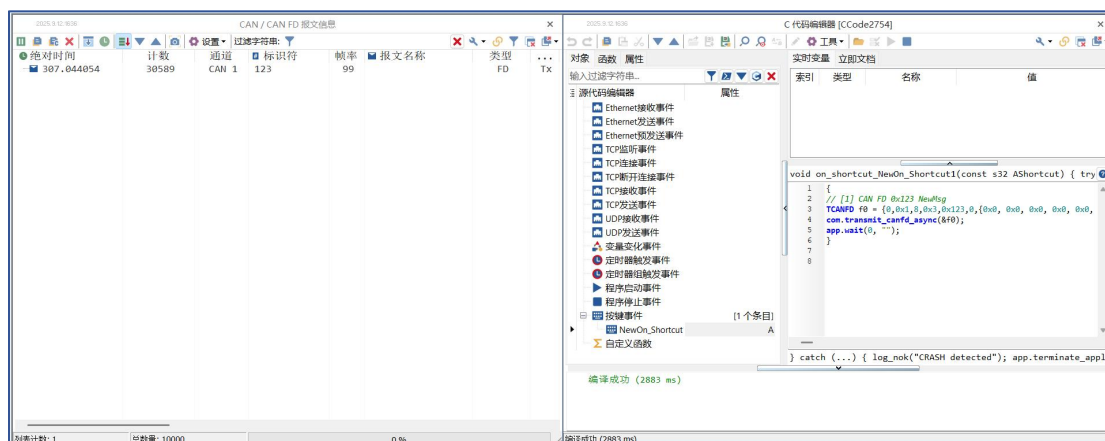 2025.9.12.1636
CAN / CAN FD 报文信息
设置 过滤字符串:
绝对时间 计数 通道 标识符 帧率 报文名称 类型 ...
307.044054 30589 CAN 1 123 99 FD Tx
列表计数: 1 总数量: 10000 0 %
2025.9.12.1636
C 代码编辑器 [CCode2754]
工具
对象 函数 属性
输入过滤字符串...
源代码编辑器 属性
Ethernet接收事件
Ethernet发送事件
Ethernet预发送事件
TCP监听事件
TCP连接事件
TCP断开连接事件
TCP接收事件
TCP发送事件
UDP接收事件
UDP发送事件
变量变化事件
定时器触发事件
定时器组触发事件
程序启动事件
程序停止事件
按键事件 [1 个条目]
NewOn_Shortcut A
自定义函数
实时变量 立即文档
索引 类型 名称 值
void on_shortcut_NewOn_Shortcut1(const s32 AShortcut) { try
1 {
2 // [1] CAN FD 0x123 NewMsg
3 TCANFD f0 = {0,0x1,8,0x3,0x123,0,{0x0, 0x0, 0x0, 0x0, 0x0,
4 com.transmit_canfd_async(&f0);
5 app.wait(0, "");
6 }
7
8
} catch (...) { log_nok("CRASH detected"); app.terminate_appl
编译成功 (2883 ms)
编译成功 (2883 ms)